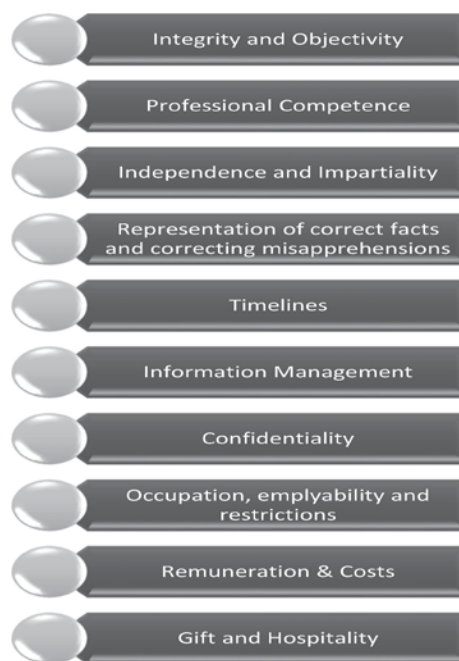 Integrity and Objectivity
Professional Competence
Independence and Impartiality
Representation of correct facts
and correcting misapprehensions
Timelines
Information Management
Confidentiality
Occupation, emplyability and
restrictions
Remuneration & Costs
Gift and Hospitality